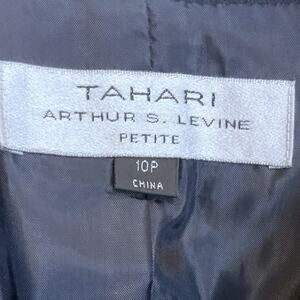 TAHARI
ARTHUR S. LEVINE
PETITE
10P
CHINA